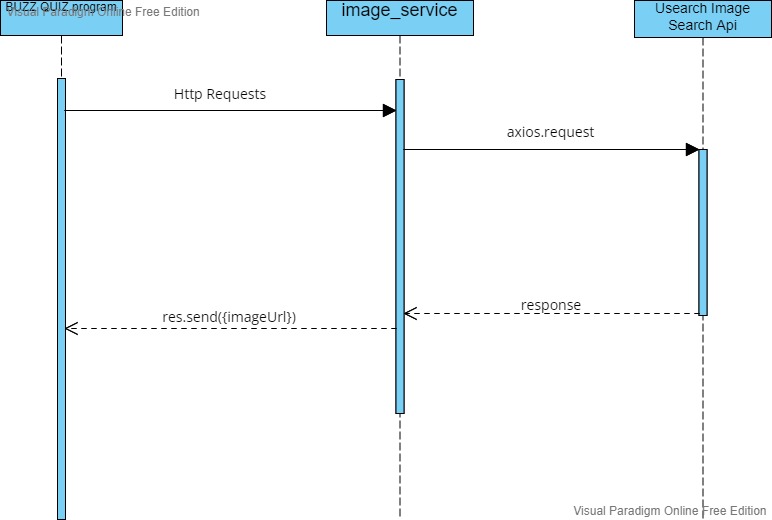 BUZZ QUIZ program
Visual Paradigm Online Free Edition
image_service
Usearch Image
Search Api
Http Requests
axios.request
response
res.send({imageUrl})
Visual Paradigm Online Free Edition